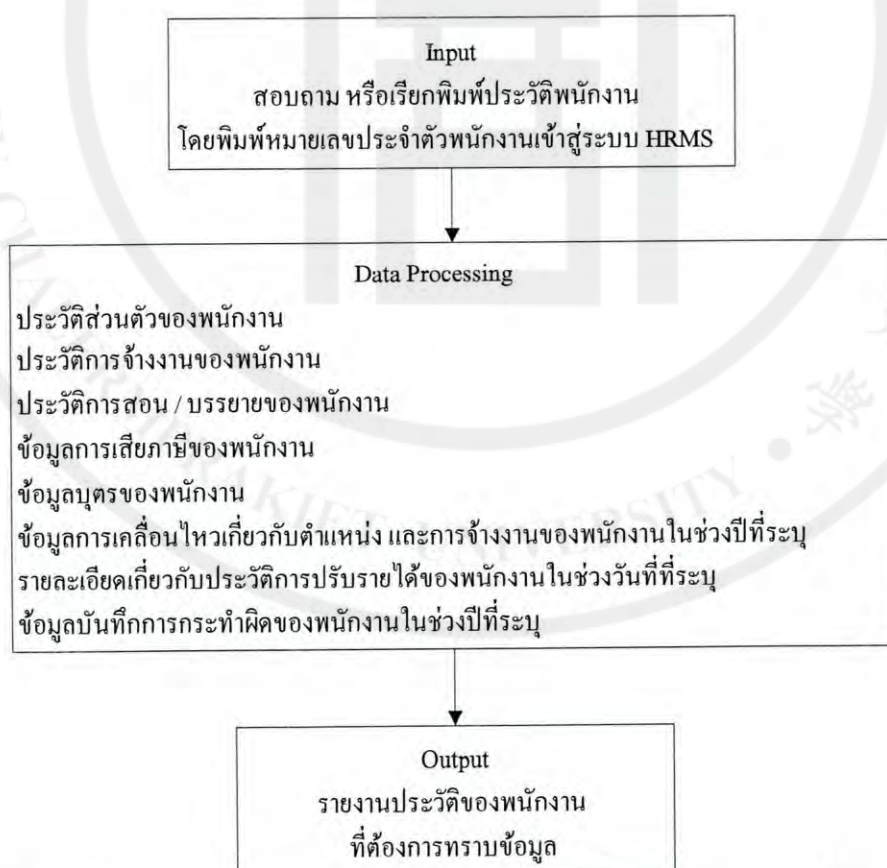 Input
สอบถาม หรือเรียกพิมพ์ประวัติพนักงาน
โดยพิมพ์หมายเลขประจำตัวพนักงานเข้าสู่ระบบ HRMS
Data Processing
ประวัติส่วนตัวของพนักงาน
ประวัติการจ้างงานของพนักงาน
ประวัติการสอน / บรรยายของพนักงาน
ข้อมูลการเสียภาษีของพนักงาน
ข้อมูลบุตรของพนักงาน
ข้อมูลการเคลื่อนไหวเกี่ยวกับตำแหน่ง และการจ้างงานของพนักงานในช่วงปีที่ระบุ
รายละเอียดเกี่ยวกับประวัติการปรับรายได้ของพนักงานในช่วงวันที่ที่ระบุ
ข้อมูลบันทึกการกระทำผิดของพนักงานในช่วงปีที่ระบุ
Output
รายงานประวัติของพนักงาน
ที่ต้องการทราบข้อมูล
UNIVERSITY